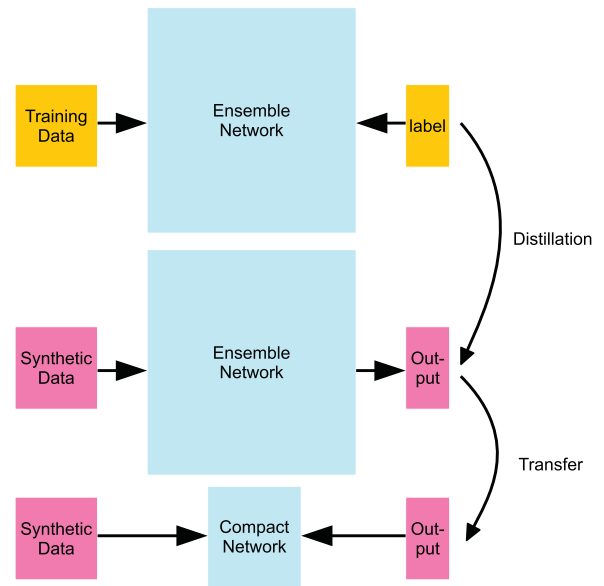 Training
Data
Ensemble
Network
label
Distillation
Synthetic
Data
Ensemble
Network
Out-
put
Transfer
Synthetic
Data
Compact
Network
Out-
put